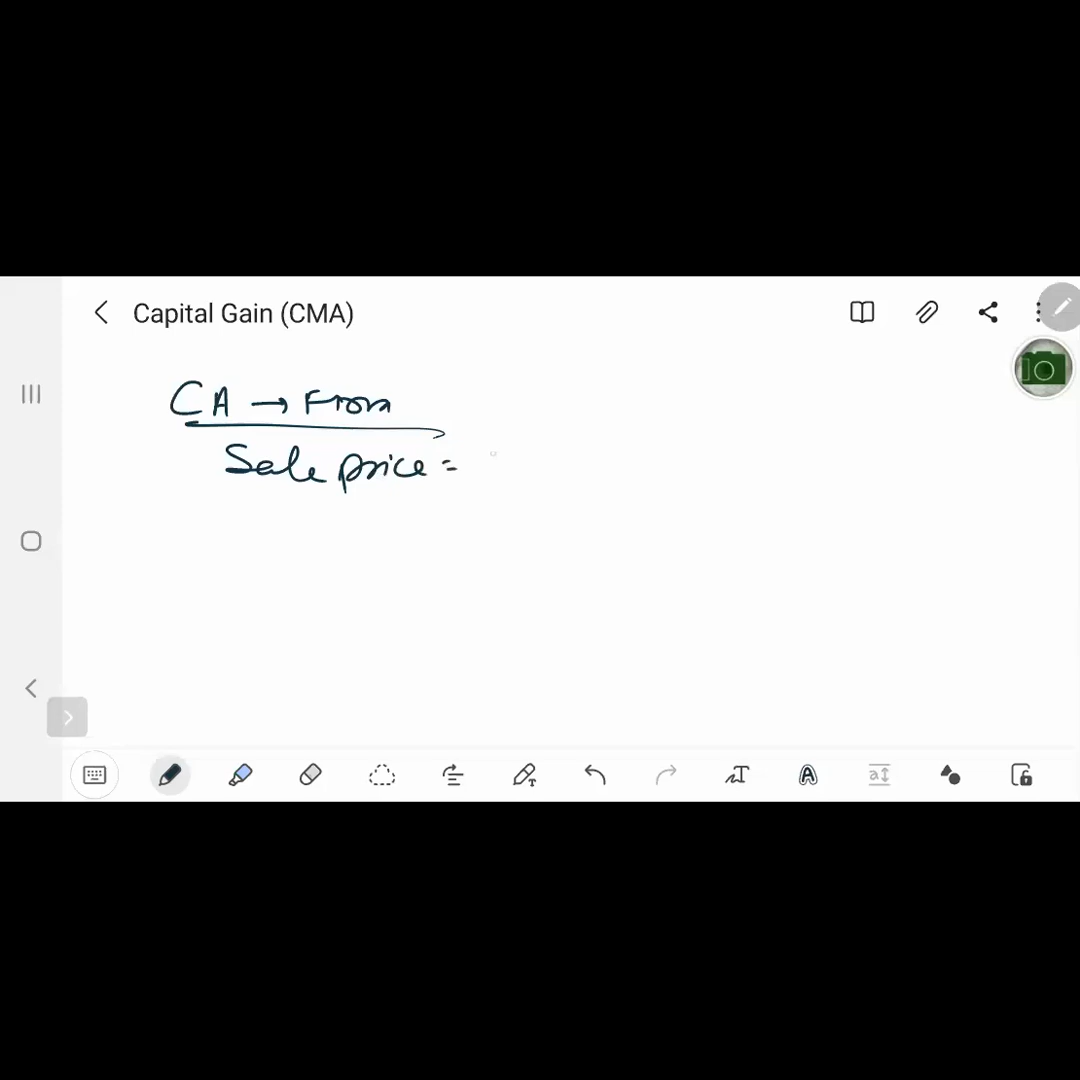 Capital Gain (CMA)
CA → From
Sale price =